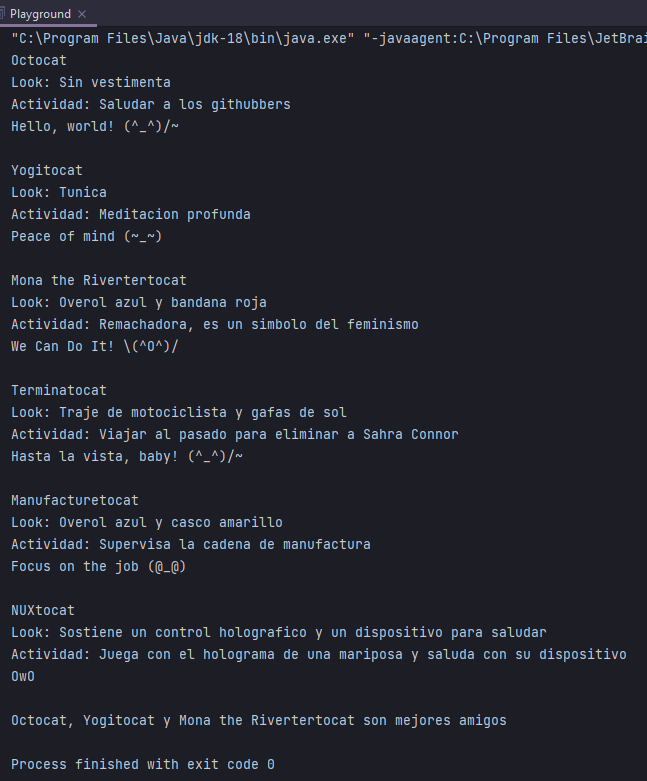 Playground
"C:\Program Files\Java\jdk-18\bin\java.exe" "-javaagent:C:\Program Files\JetBrai
Octocat
Look: Sin vestimenta
Actividad: Saludar a los githubbers
Hello, world! (^_^)/~
Yogitocat
Look: Tunica
Actividad: Meditacion profunda
Peace of mind (~_~)
Mona the Rivertertocat
Look: Overol azul y bandana roja
Actividad: Remachadora, es un simbolo del feminismo
We Can Do It! \(^O^)/
Terminatocat
Look: Traje de motociclista y gafas de sol
Actividad: Viajar al pasado para eliminar a Sahra Connor
Hasta la vista, baby! (^_^)/~
Manufacturetocat
Look: Overol azul y casco amarillo
Actividad: Supervisa la cadena de manufactura
Focus on the job (@_@)
NUXtocat
Look: Sostiene un control holografico y un dispositivo para saludar
Actividad: Juega con el holograma de una mariposa y saluda con su dispositivo
OwO
Octocat, Yogitocat y Mona the Rivertertocat son mejores amigos
Process finished with exit code 0